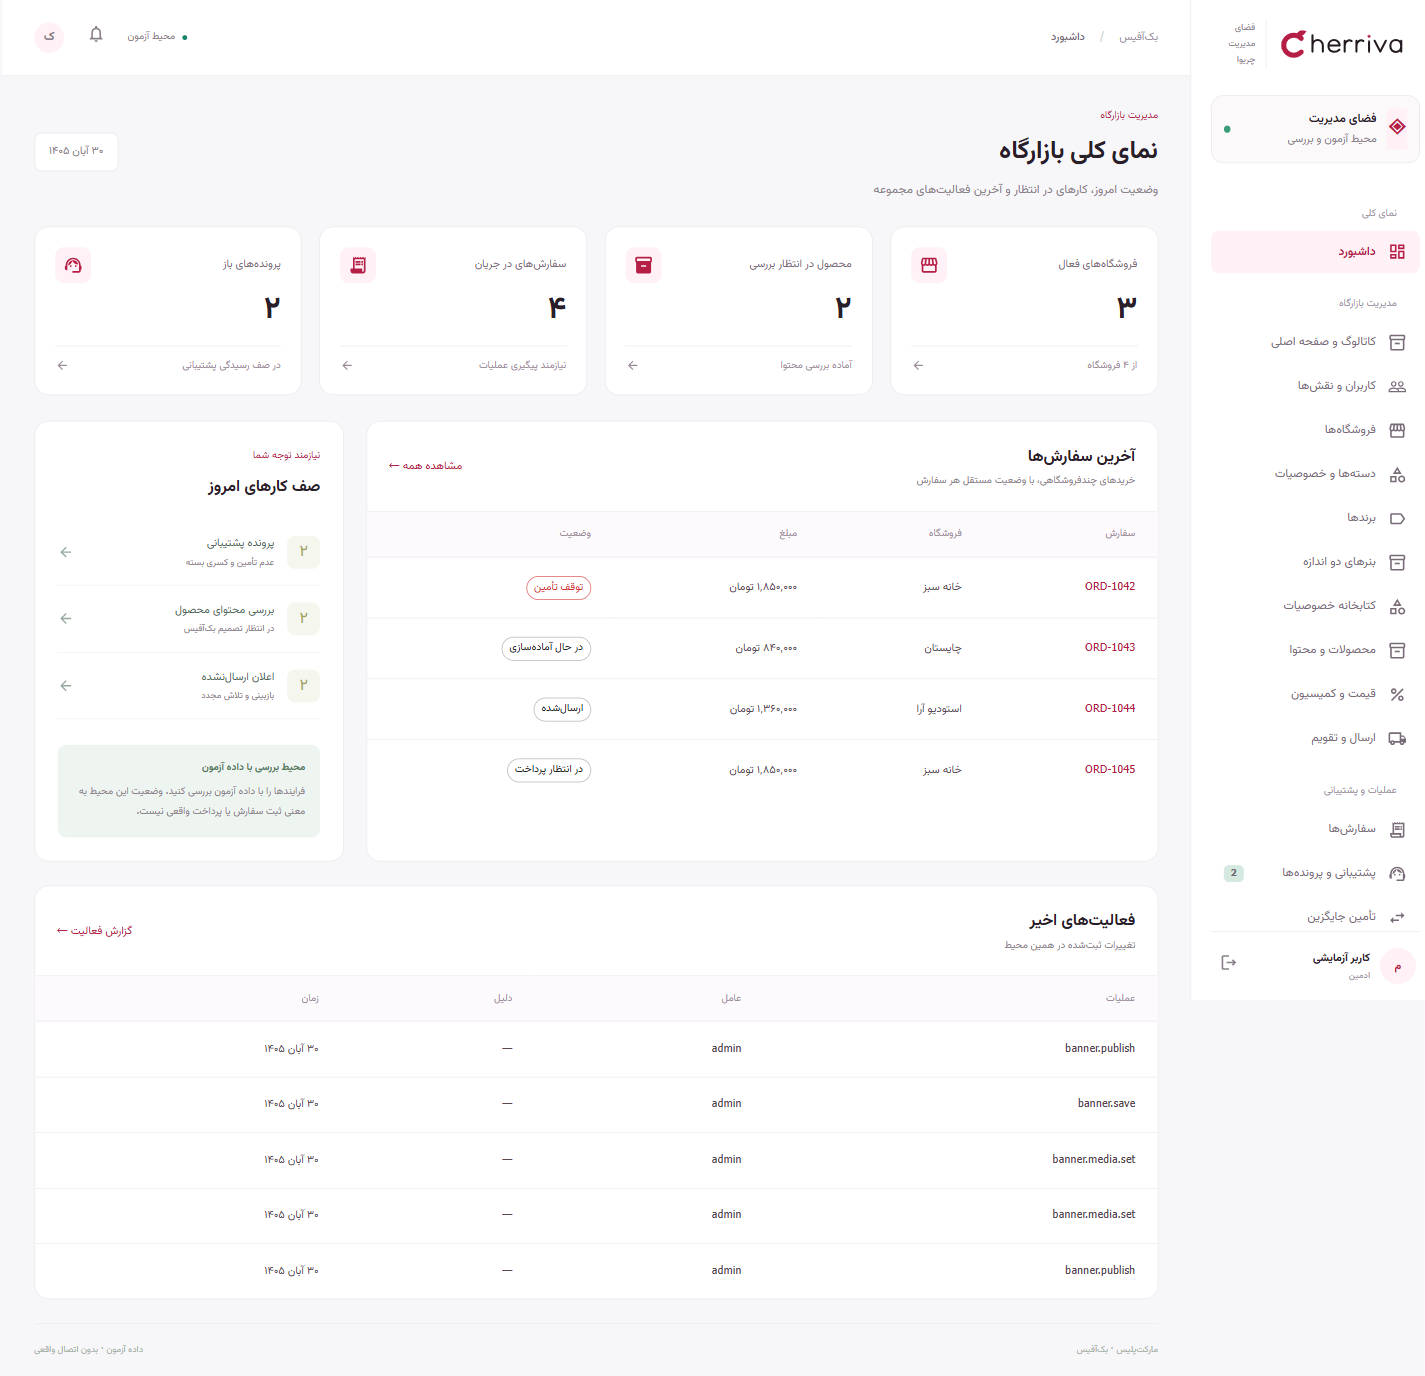 Cherriva
فضای
مدیریت
چریوا
فضای مدیریت
محیط آزمون و بررسی
نمای کلی
داشبورد
مدیریت بازارگاه
کاتالوگ و صفحه اصلی
کاربران و نقش‌ها
فروشگاه‌ها
دسته‌ها و خصوصیات
برندها
بنرهای دو اندازه
کتابخانه خصوصیات
محصولات و محتوا
قیمت و کمیسیون
ارسال و تقویم
عملیات و پشتیبانی
سفارش‌ها
پشتیبانی و پرونده‌ها 2
تأمین جایگزین
م
کاربر آزمایشی
ادمین
بک‌آفیس / داشبورد
محیط آزمون
ک
مدیریت بازارگاه
نمای کلی بازارگاه
وضعیت امروز، کارهای در انتظار و آخرین فعالیت‌های مجموعه
۳۰ آبان ۱۴۰۵
فروشگاه‌های فعال
۳
از ۴ فروشگاه
محصول در انتظار بررسی
۲
آماده بررسی محتوا
سفارش‌های در جریان
۴
نیازمند پیگیری عملیات
پرونده‌های باز
۲
در صف رسیدگی پشتیبانی
آخرین سفارش‌ها
خریدهای چندفروشگاهی، با وضعیت مستقل هر سفارش
مشاهده همه ←
سفارش فروشگاه مبلغ وضعیت
ORD-1042 خانه سبز ۱,۸۵۰,۰۰۰ تومان توقف تأمین
ORD-1043 چایستان ۸۴۰,۰۰۰ تومان در حال آماده‌سازی
ORD-1044 استودیو آرا ۱,۳۶۰,۰۰۰ تومان ارسال‌شده
ORD-1045 خانه سبز ۱,۸۵۰,۰۰۰ تومان در انتظار پرداخت
نیازمند توجه شما
صف کارهای امروز
۲
پرونده پشتیبانی
عدم تأمین و کسری بسته
۲
بررسی محتوای محصول
در انتظار تصمیم بک‌آفیس
۲
اعلان ارسال‌نشده
بازبینی و تلاش مجدد
محیط بررسی با داده آزمون
فرایندها را با داده آزمون بررسی کنید. وضعیت این محیط به
معنی ثبت سفارش یا پرداخت واقعی نیست.
فعالیت‌های اخیر
تغییرات ثبت‌شده در همین محیط
گزارش فعالیت ←
عملیات عامل دلیل زمان
banner.publish admin — ۳۰ آبان ۱۴۰۵
banner.save admin — ۳۰ آبان ۱۴۰۵
banner.media.set admin — ۳۰ آبان ۱۴۰۵
banner.media.set admin — ۳۰ آبان ۱۴۰۵
banner.publish admin — ۳۰ آبان ۱۴۰۵
مارکت‌پلیس • بک‌آفیس
داده آزمون • بدون اتصال واقعی